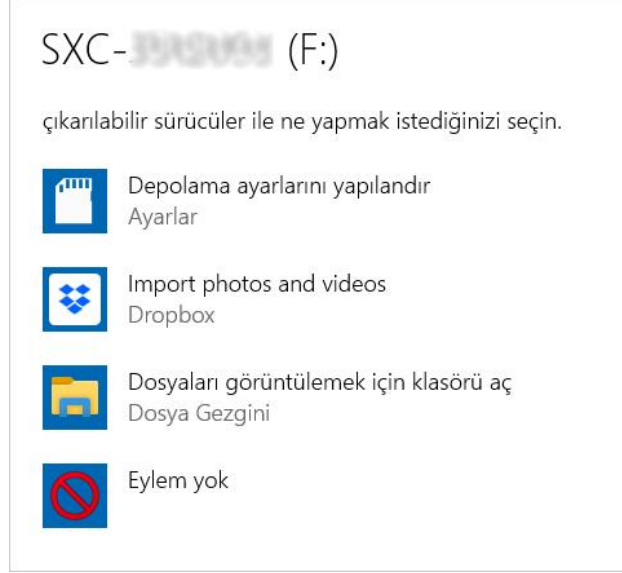 SXC- (F:)
çıkarılabilir sürücüler ile ne yapmak istediğinizi seçin.
Depolama ayarlarını yapılandır
Ayarlar
Import photos and videos
Dropbox
Dosyaları görüntülemek için klasörü aç
Dosya Gezgini
Eylem yok